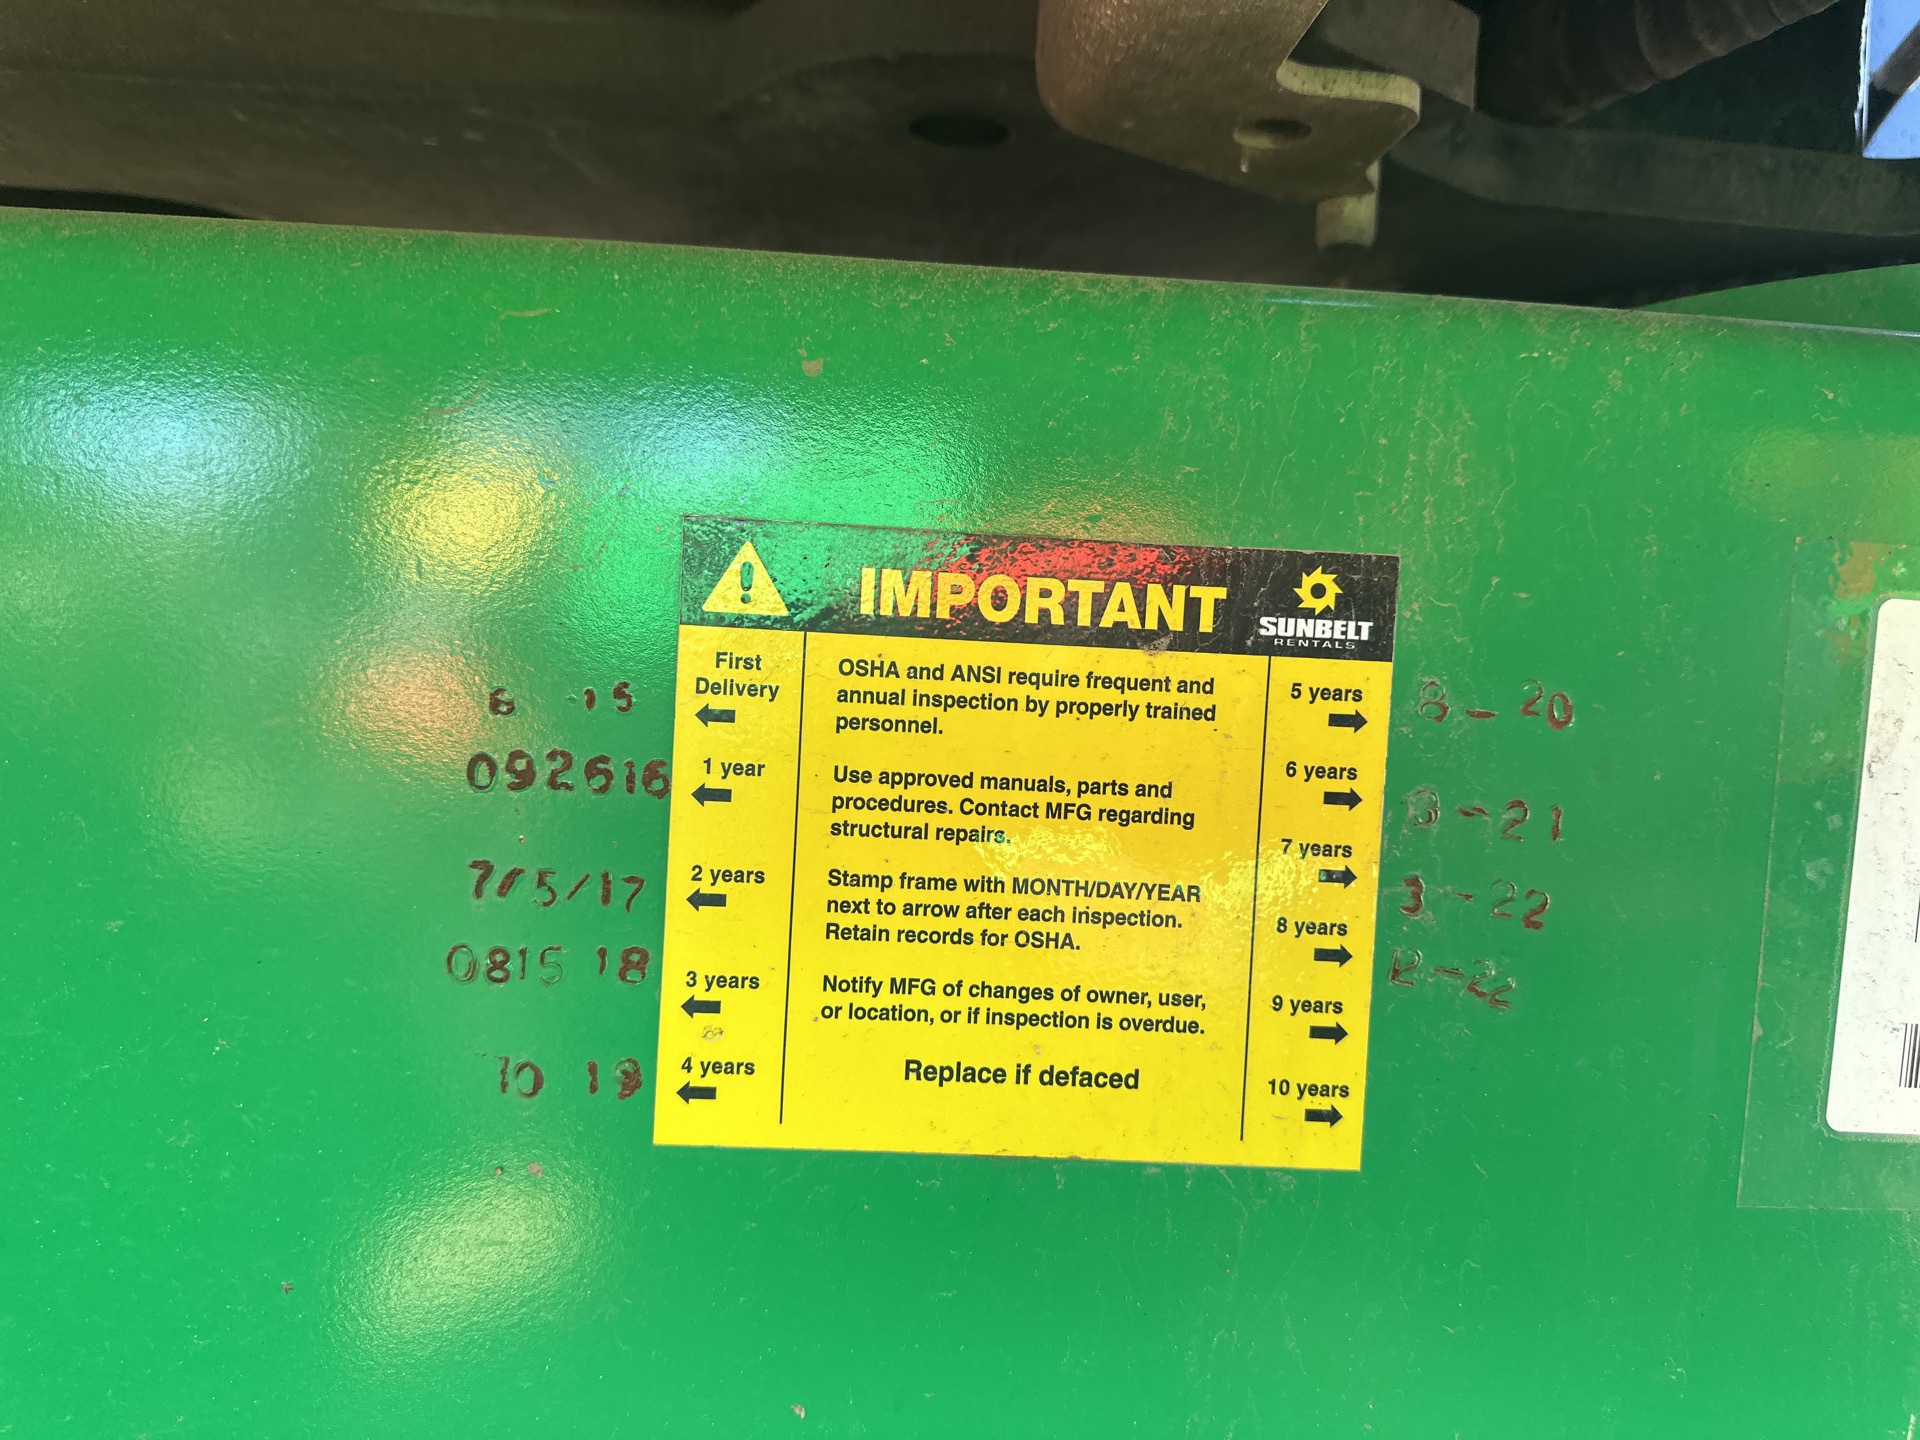 IMPORTANT
SUNBELT
RENTALS
First
Delivery
6 15
1 year
092616
2 years
7/5/17
3 years
0815 18
4 years
10 19
OSHA and ANSI require frequent and
annual inspection by properly trained
personnel.
Use approved manuals, parts and
procedures. Contact MFG regarding
structural repairs.
Stamp frame with MONTH/DAY/YEAR
next to arrow after each inspection.
Retain records for OSHA.
Notify MFG of changes of owner, user,
or location, or if inspection is overdue.
Replace if defaced
5 years
8-20
6 years
7 years
3-22
8 years
12-22
9 years
10 years